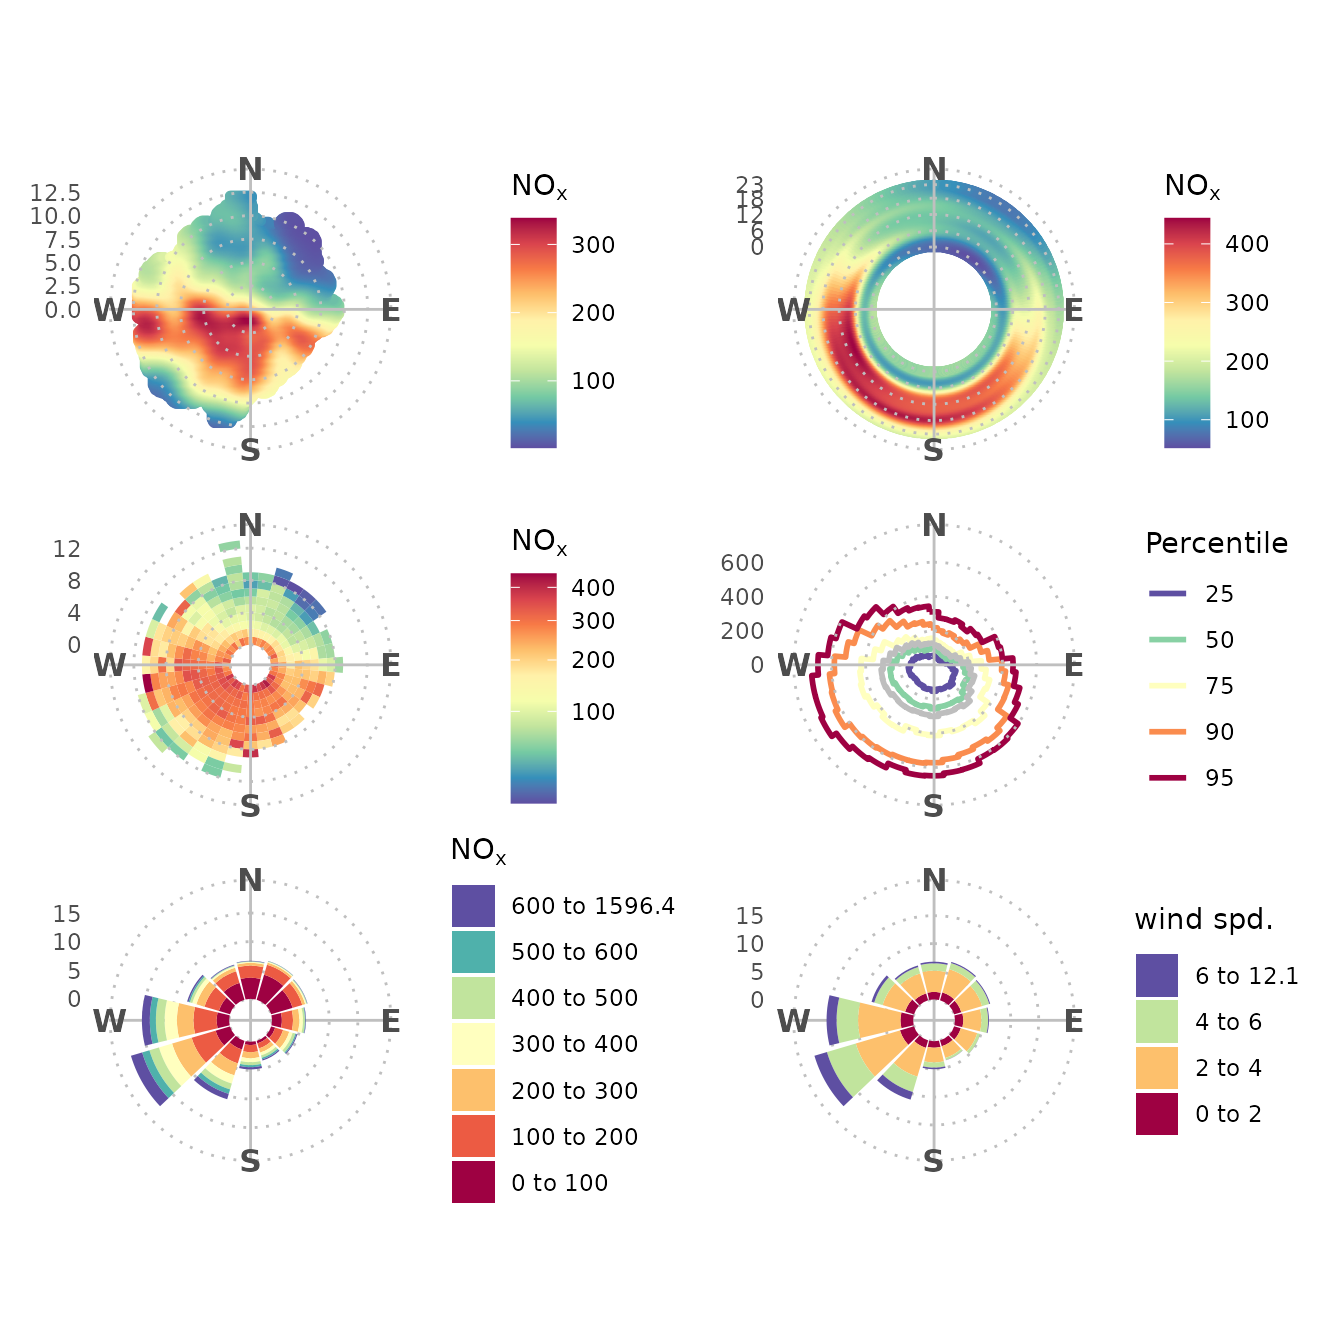 N
W
E
S
12.5
10.0
7.5
5.0
2.5
0.0
NOx
300
200
100
N
W
E
S
23
18
12
6
0
NOx
400
300
200
100
N
W
E
S
12
8
4
0
NOx
400
300
200
100
N
W
E
S
600
400
200
0
Percentile
25
50
75
90
95
N
W
E
S
15
10
5
0
NOx
600 to 1596.4
500 to 600
400 to 500
300 to 400
200 to 300
100 to 200
0 to 100
N
W
E
S
15
10
5
0
wind spd.
6 to 12.1
4 to 6
2 to 4
0 to 2